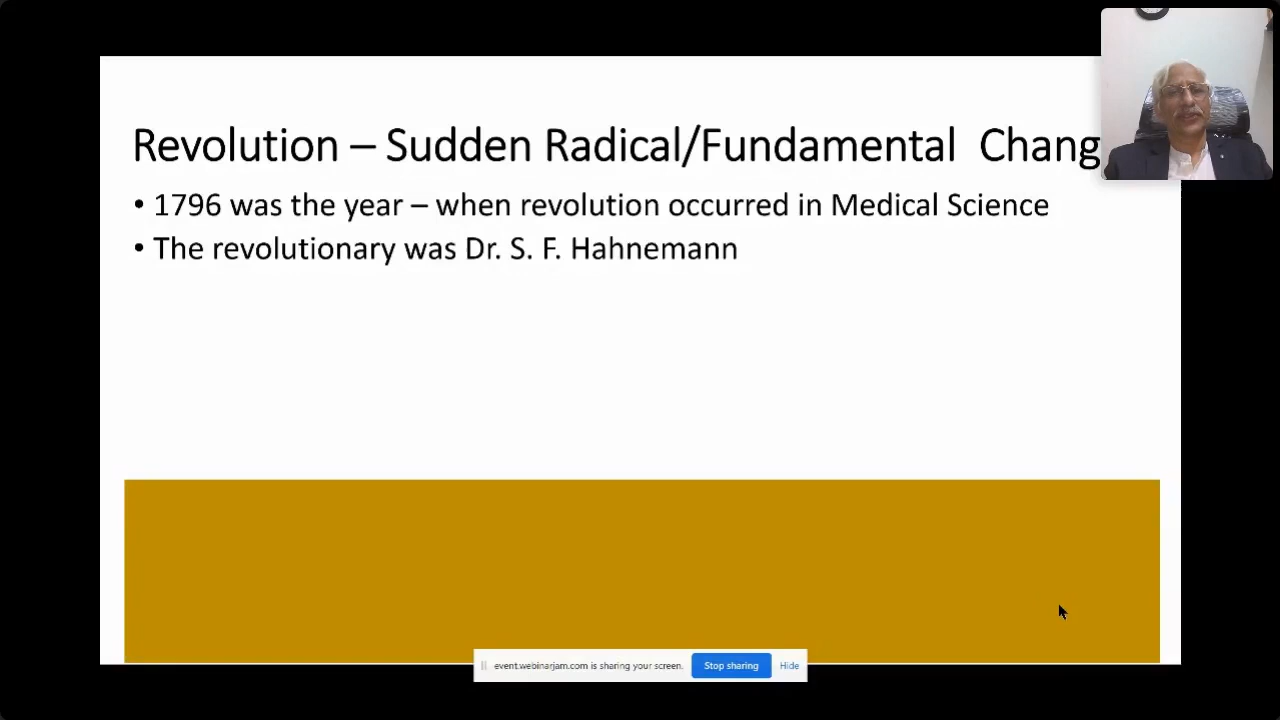 Revolution – Sudden Radical/Fundamental Chang
• 1796 was the year – when revolution occurred in Medical Science
• The revolutionary was Dr. S. F. Hahnemann
event.webinarjam.com is sharing your screen. Stop sharing Hide